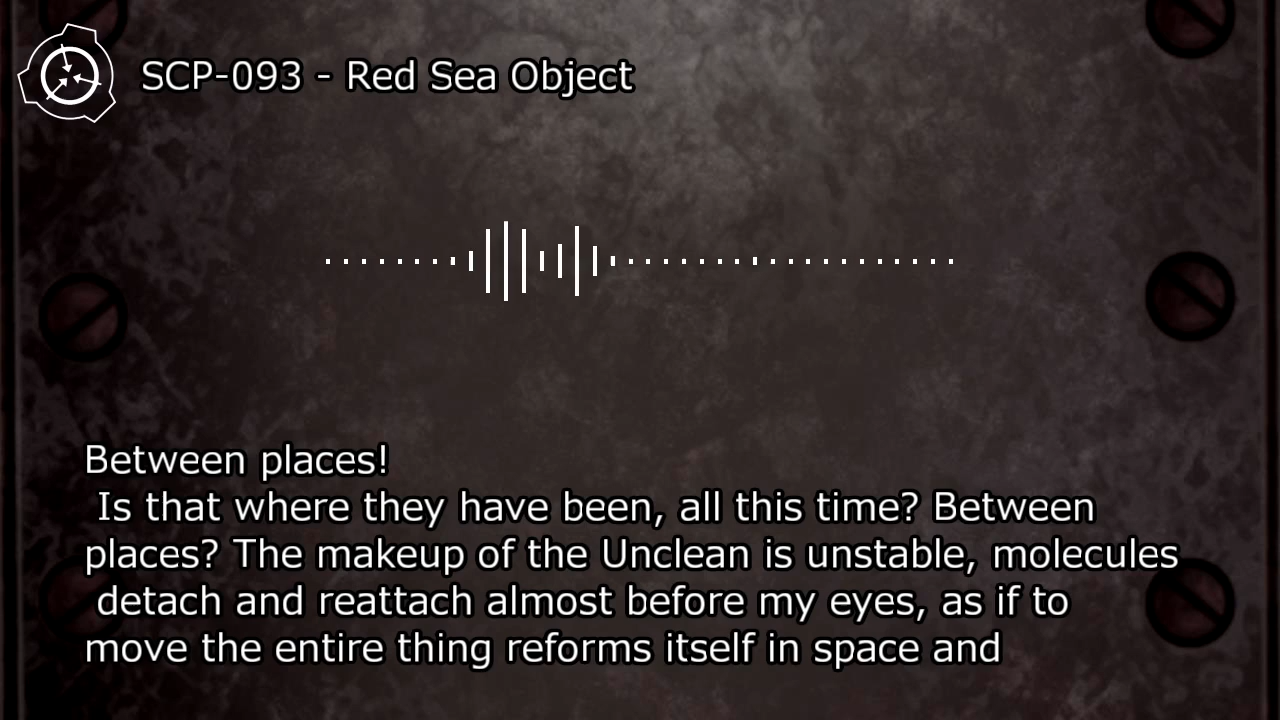 SCP-093 - Red Sea Object
Between places!
Is that where they have been, all this time? Between
places? The makeup of the Unclean is unstable, molecules
detach and reattach almost before my eyes, as if to
move the entire thing reforms itself in space and